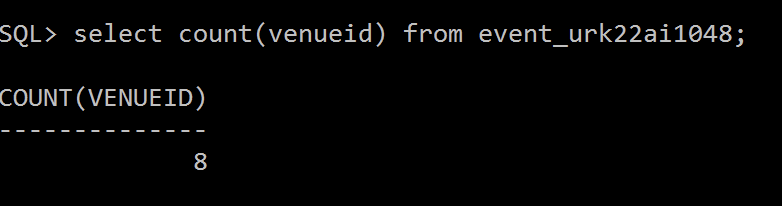 SQL> select count(venueid) from event_urk22ai1048;
COUNT(VENUEID)
--------------
8